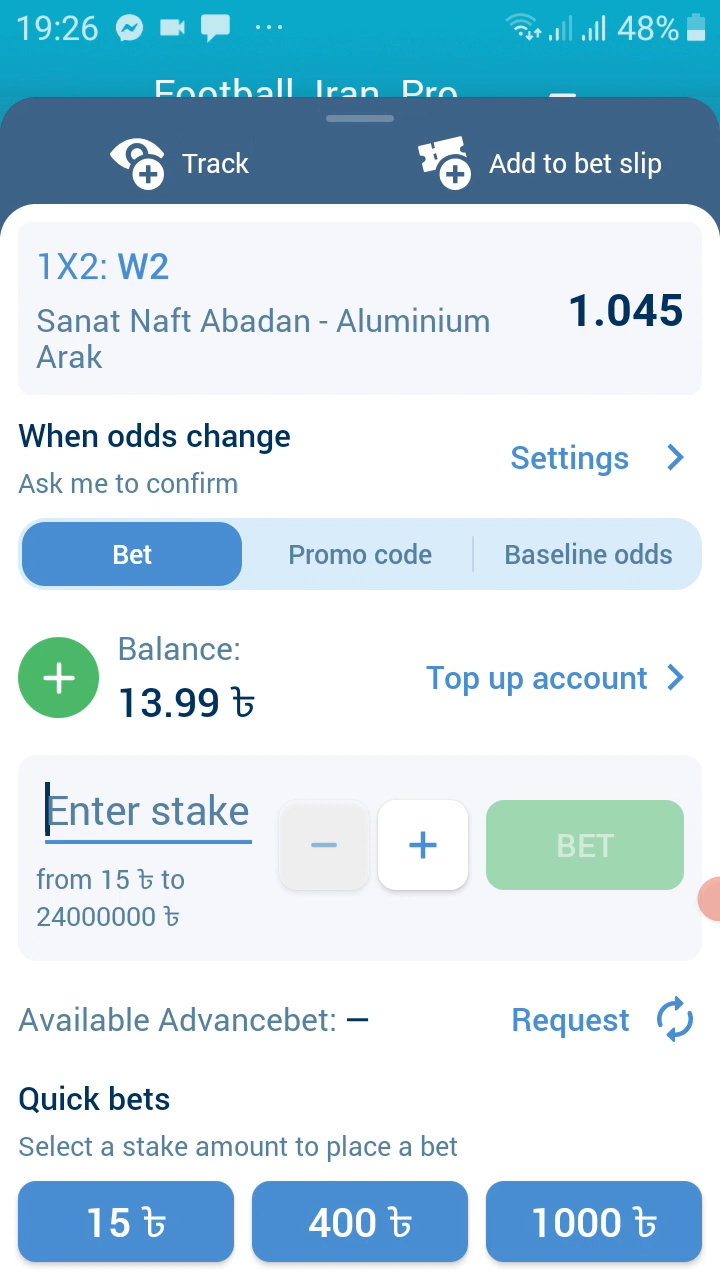 19:26 ... 48%
Football. Iran. Pro
Track
Add to bet slip
1X2: W2
Sanat Naft Abadan - Aluminium
Arak
1.045
When odds change
Ask me to confirm
Settings
Bet
Promo code
Baseline odds
Balance:
13.99 ৳
Top up account
Enter stake
− + BET
from 15 ৳ to
24000000 ৳
Available Advancebet: —
Request
Quick bets
Select a stake amount to place a bet
15 ৳
400 ৳
1000 ৳